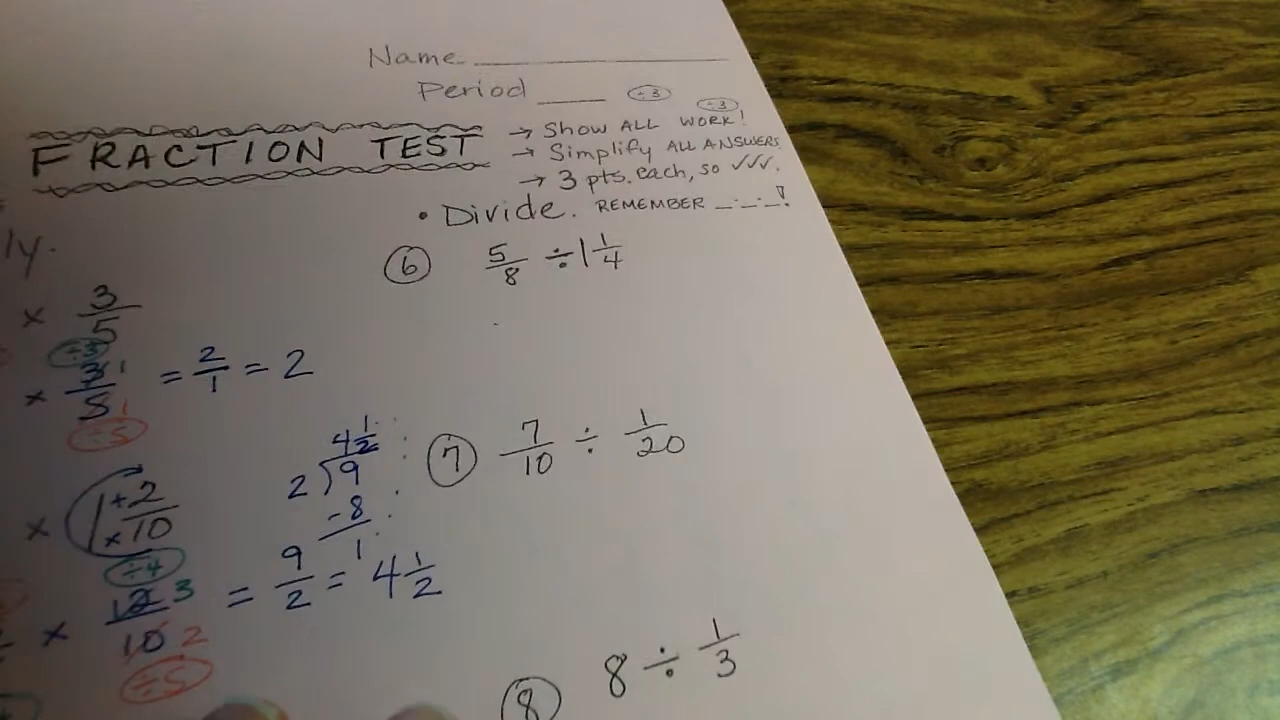 Name
Period
÷3
÷3
FRACTION TEST
→ Show ALL WORK!
→ Simplify ALL ANSWERS
→ 3 pts. each, so ✓✓✓.
• Divide. REMEMBER _._._!
ly.
⑥ 5/8 ÷ 1 1/4
× 3/5
÷3
× 3/5 1 1 = 2/1 = 2
÷5
4 1/2
2 ) 9
-8
1
⑦ 7/10 ÷ 1/20
× 1 + 2 × 10
÷4
× 12/10 3 2 = 9/2 = 4 1/2
÷5
⑧ 8 ÷ 1/3